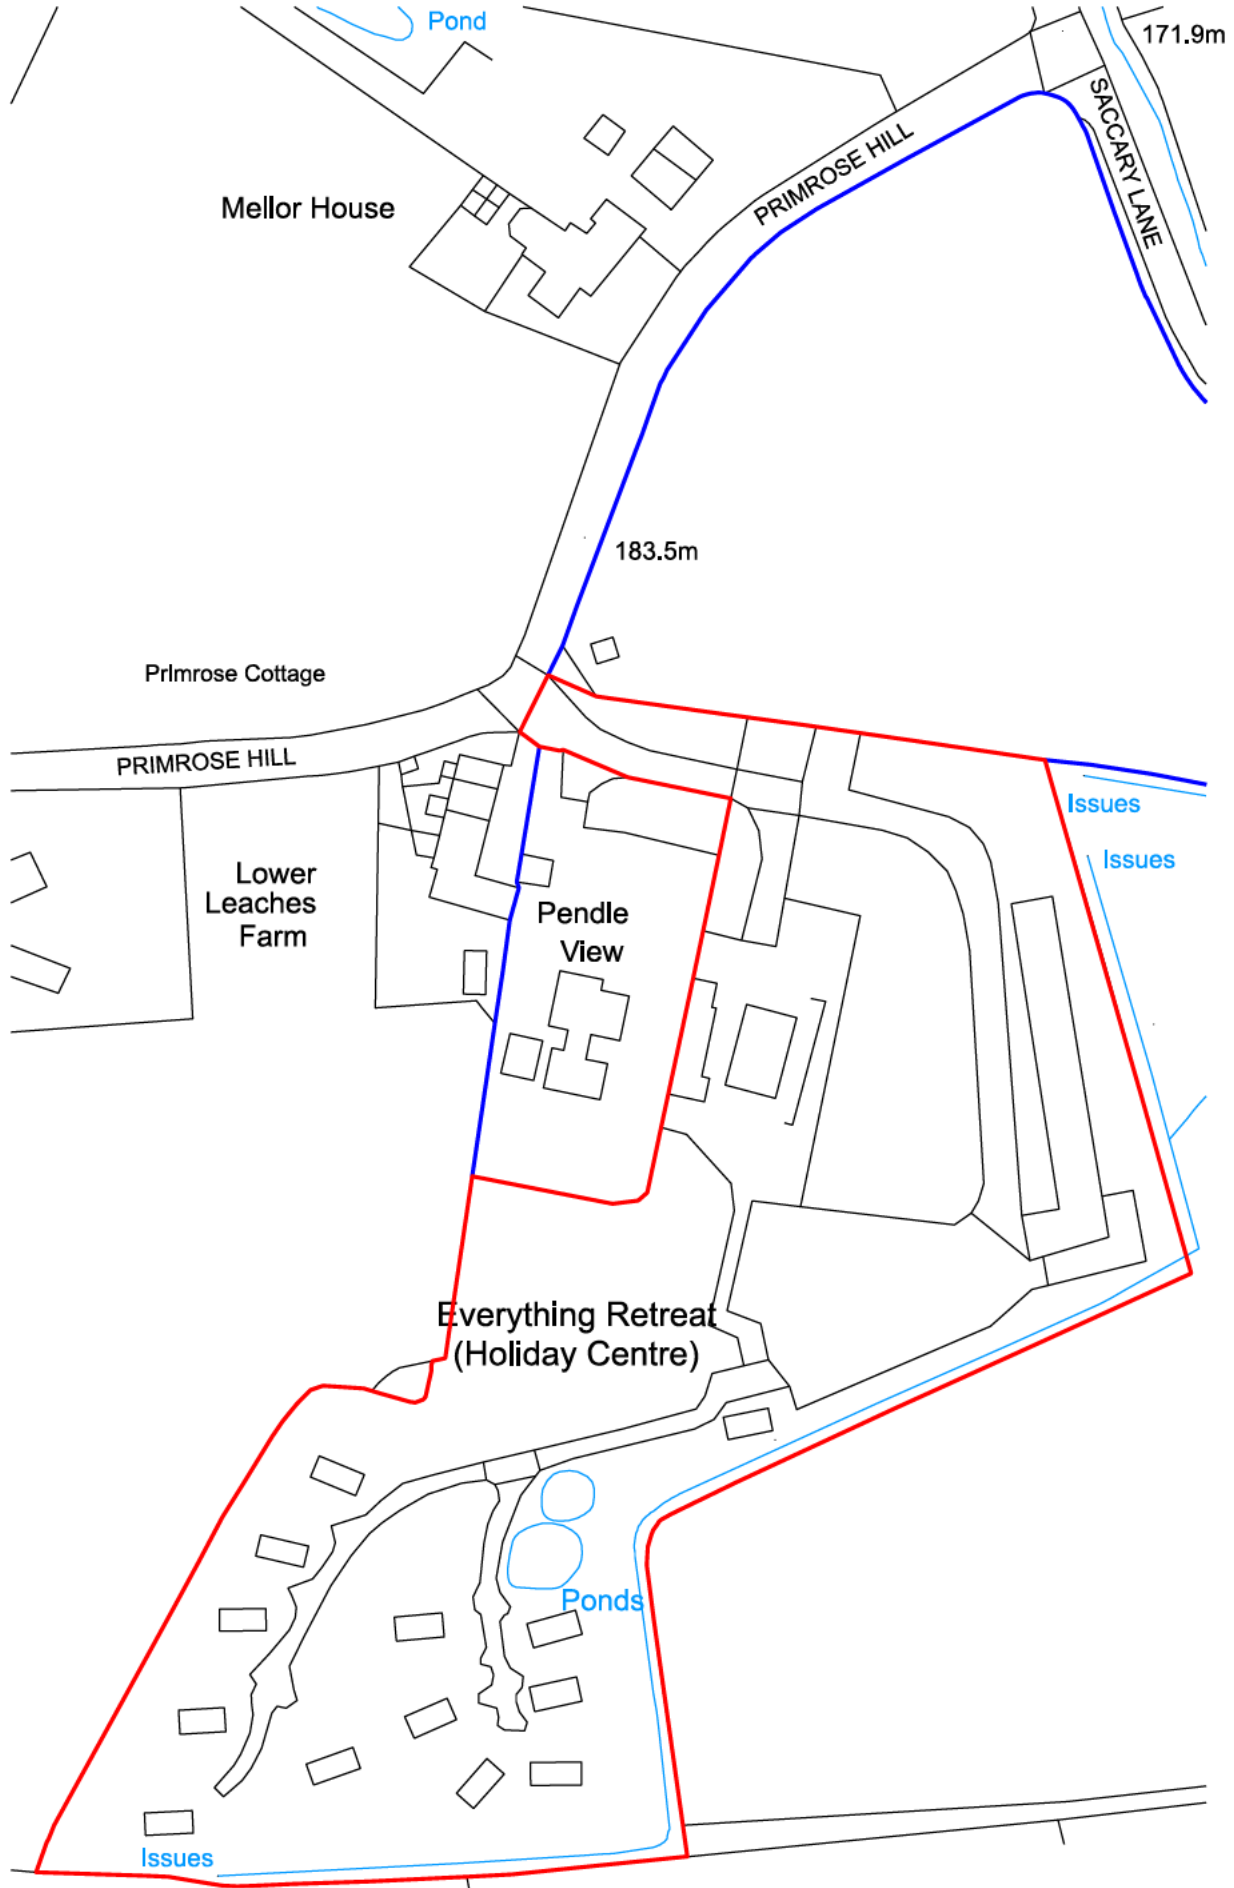 Pond
171.9m
SACCARY LANE
PRIMROSE HILL
Mellor House
183.5m
Primrose Cottage
PRIMROSE HILL
Issues
Issues
Lower
Leaches
Farm
Pendle
View
Everything Retreat
(Holiday Centre)
Ponds
Issues